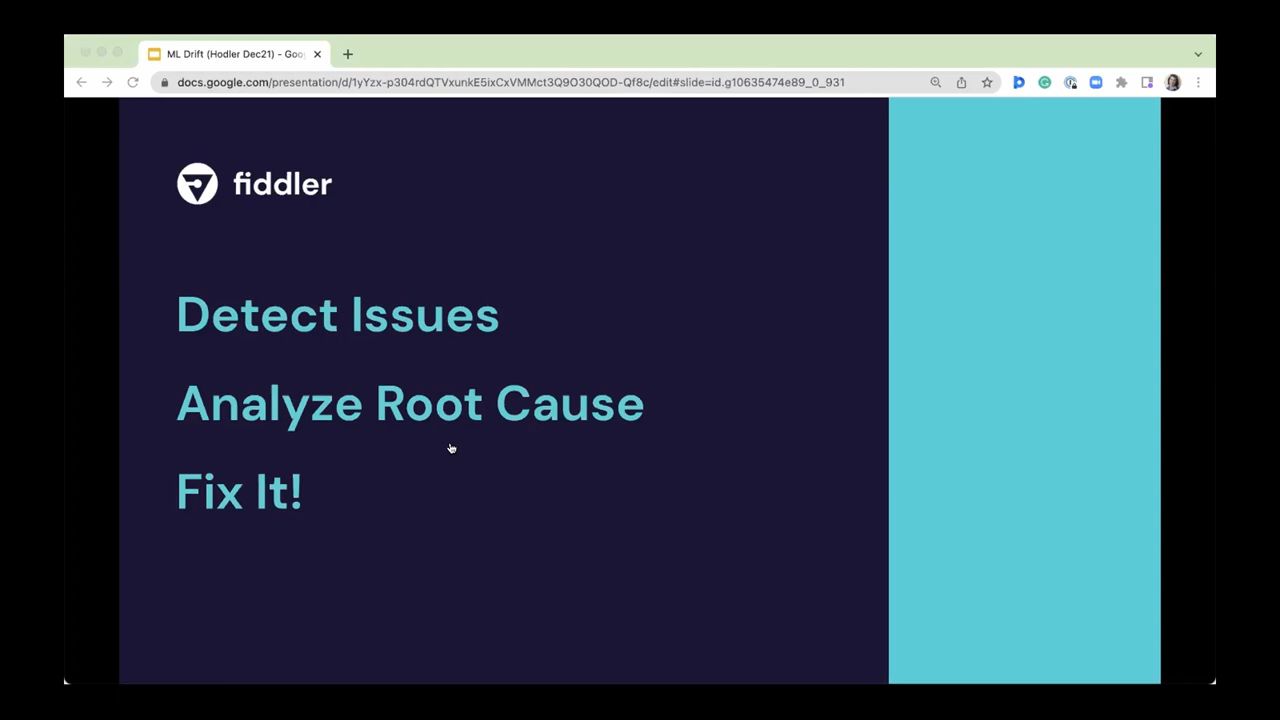 ML Drift (Hodler Dec21) - Goo
docs.google.com/presentation/d/1yYzx-p304rdQTVxunkE5ixCxVMMct3Q9O30QOD-Qf8c/edit#slide=id.g10635474e89_0_931
fiddler
Detect Issues
Analyze Root Cause
Fix It!